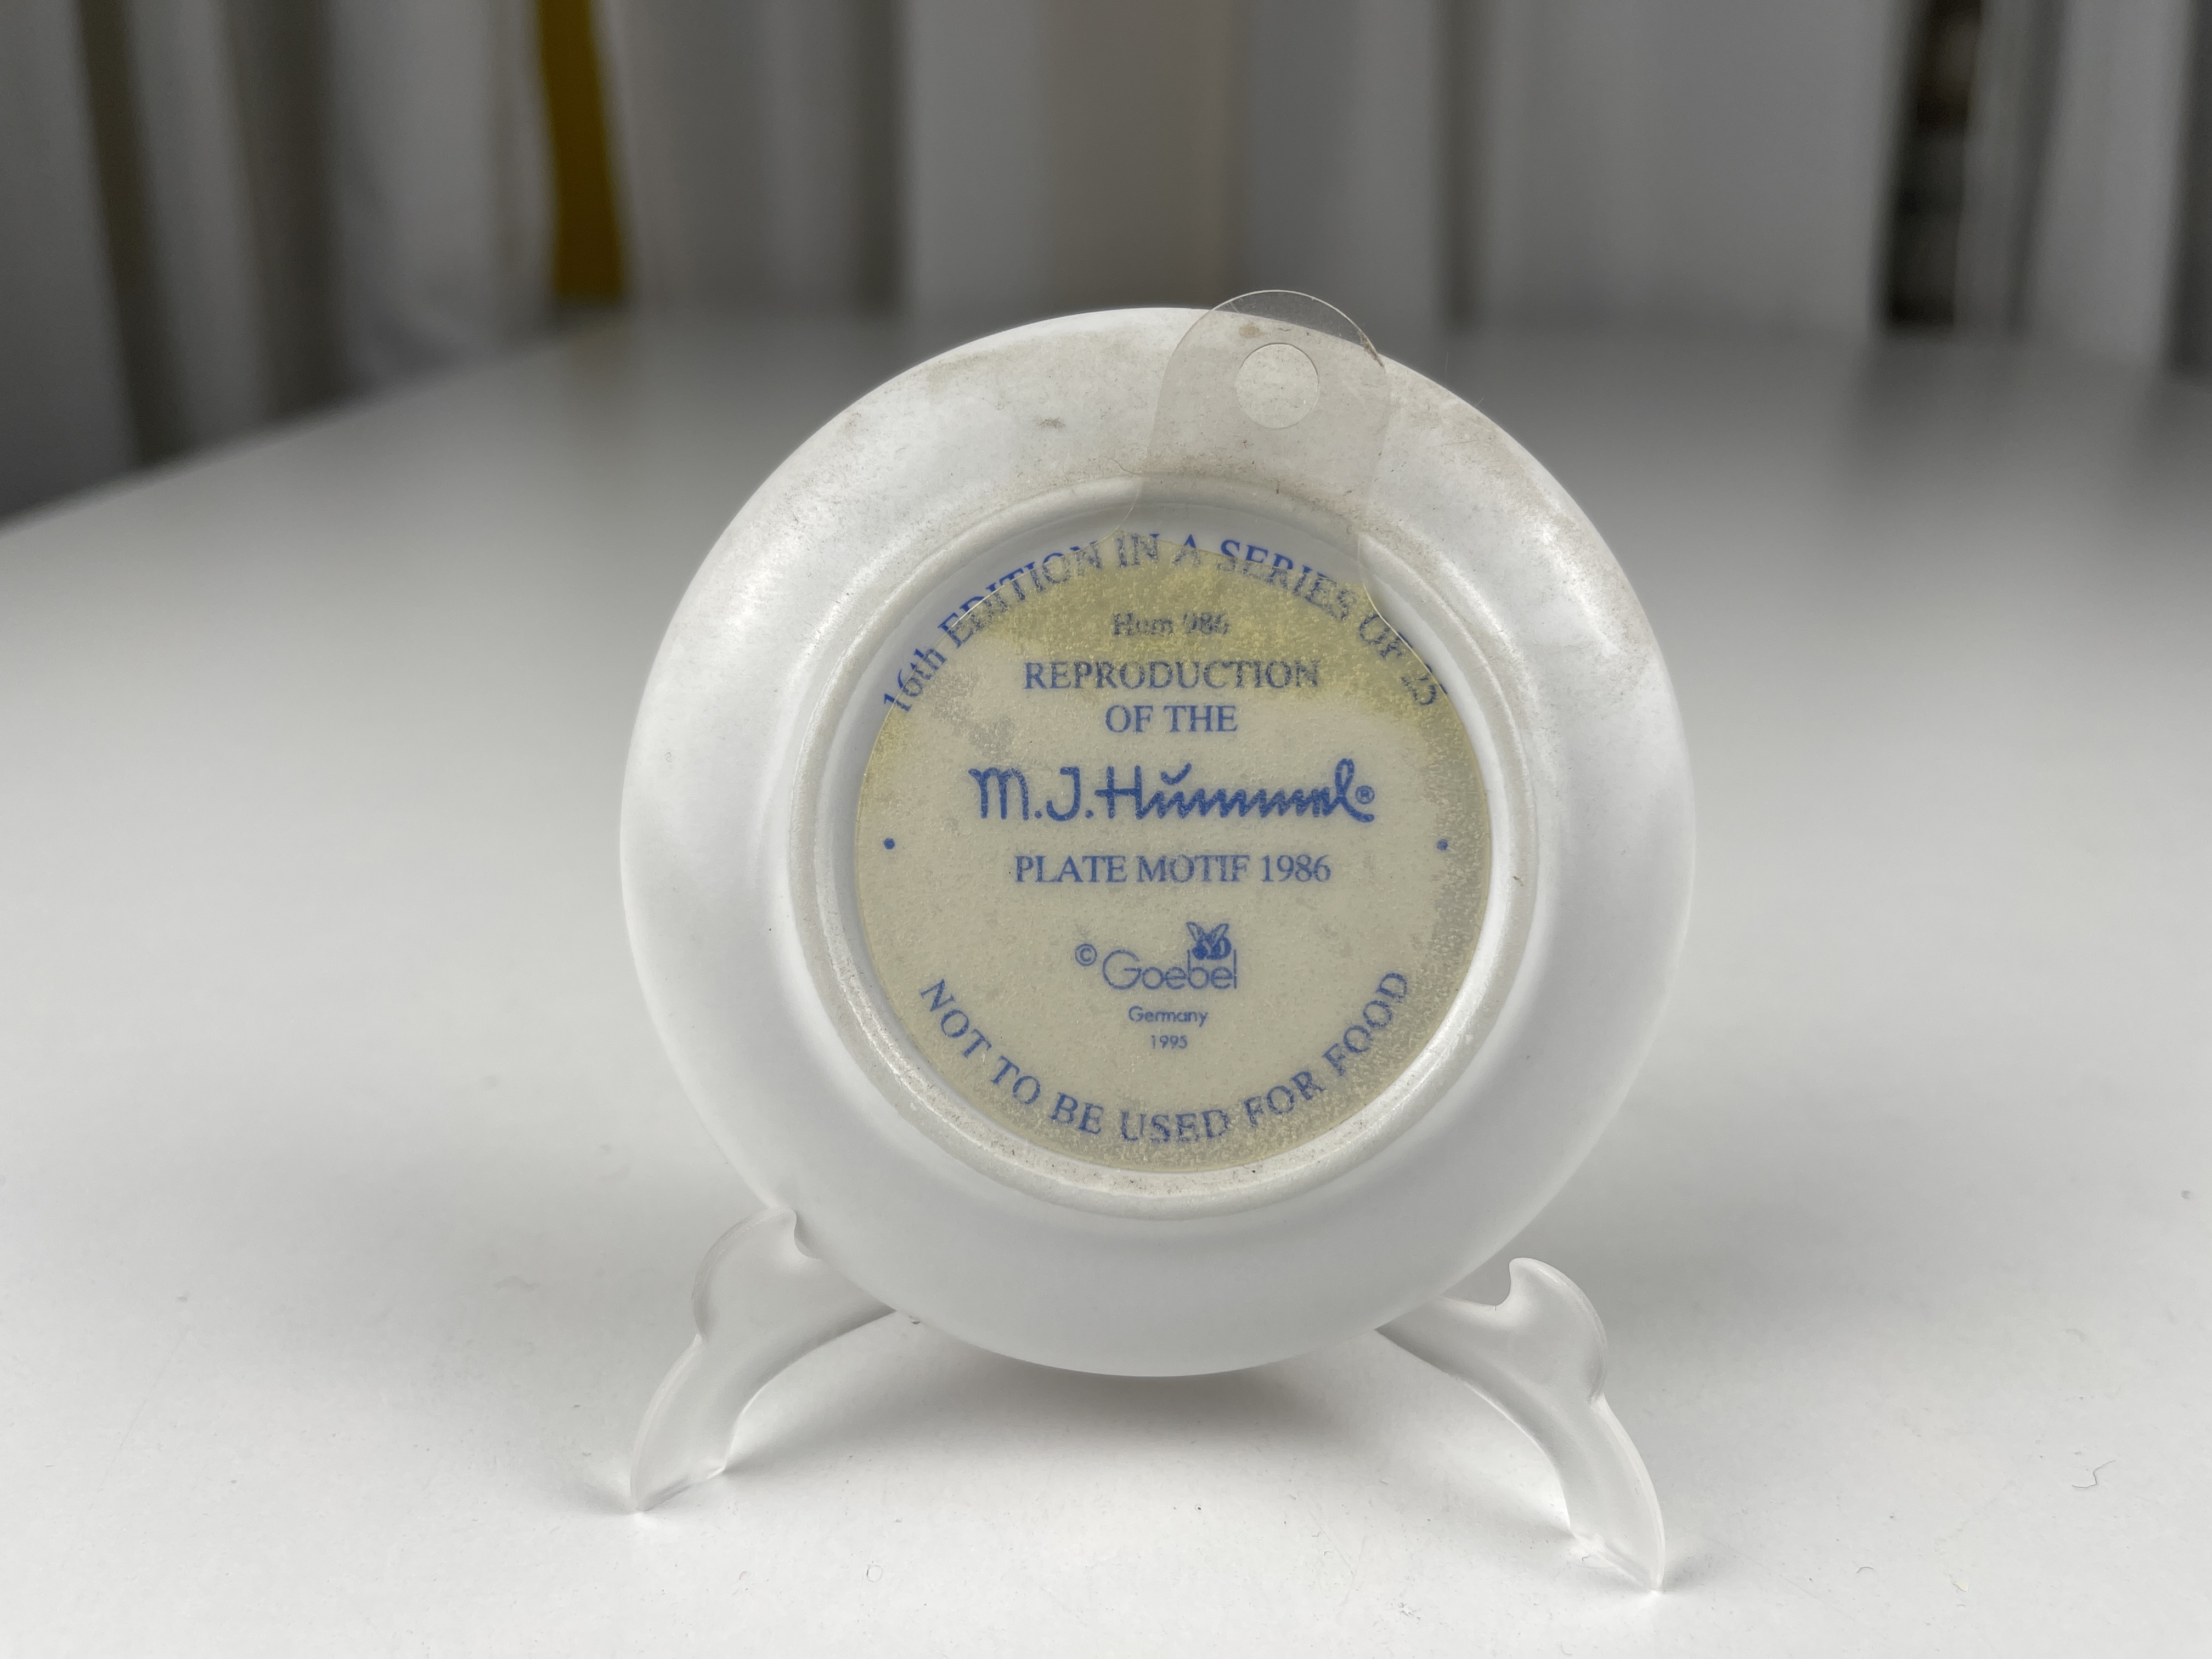 16th EDITION IN A SERIES OF 25
Hum 986
REPRODUCTION
OF THE
M.J.Hummel®
PLATE MOTIF 1986
© Goebel
Germany
1995
NOT TO BE USED FOR FOOD